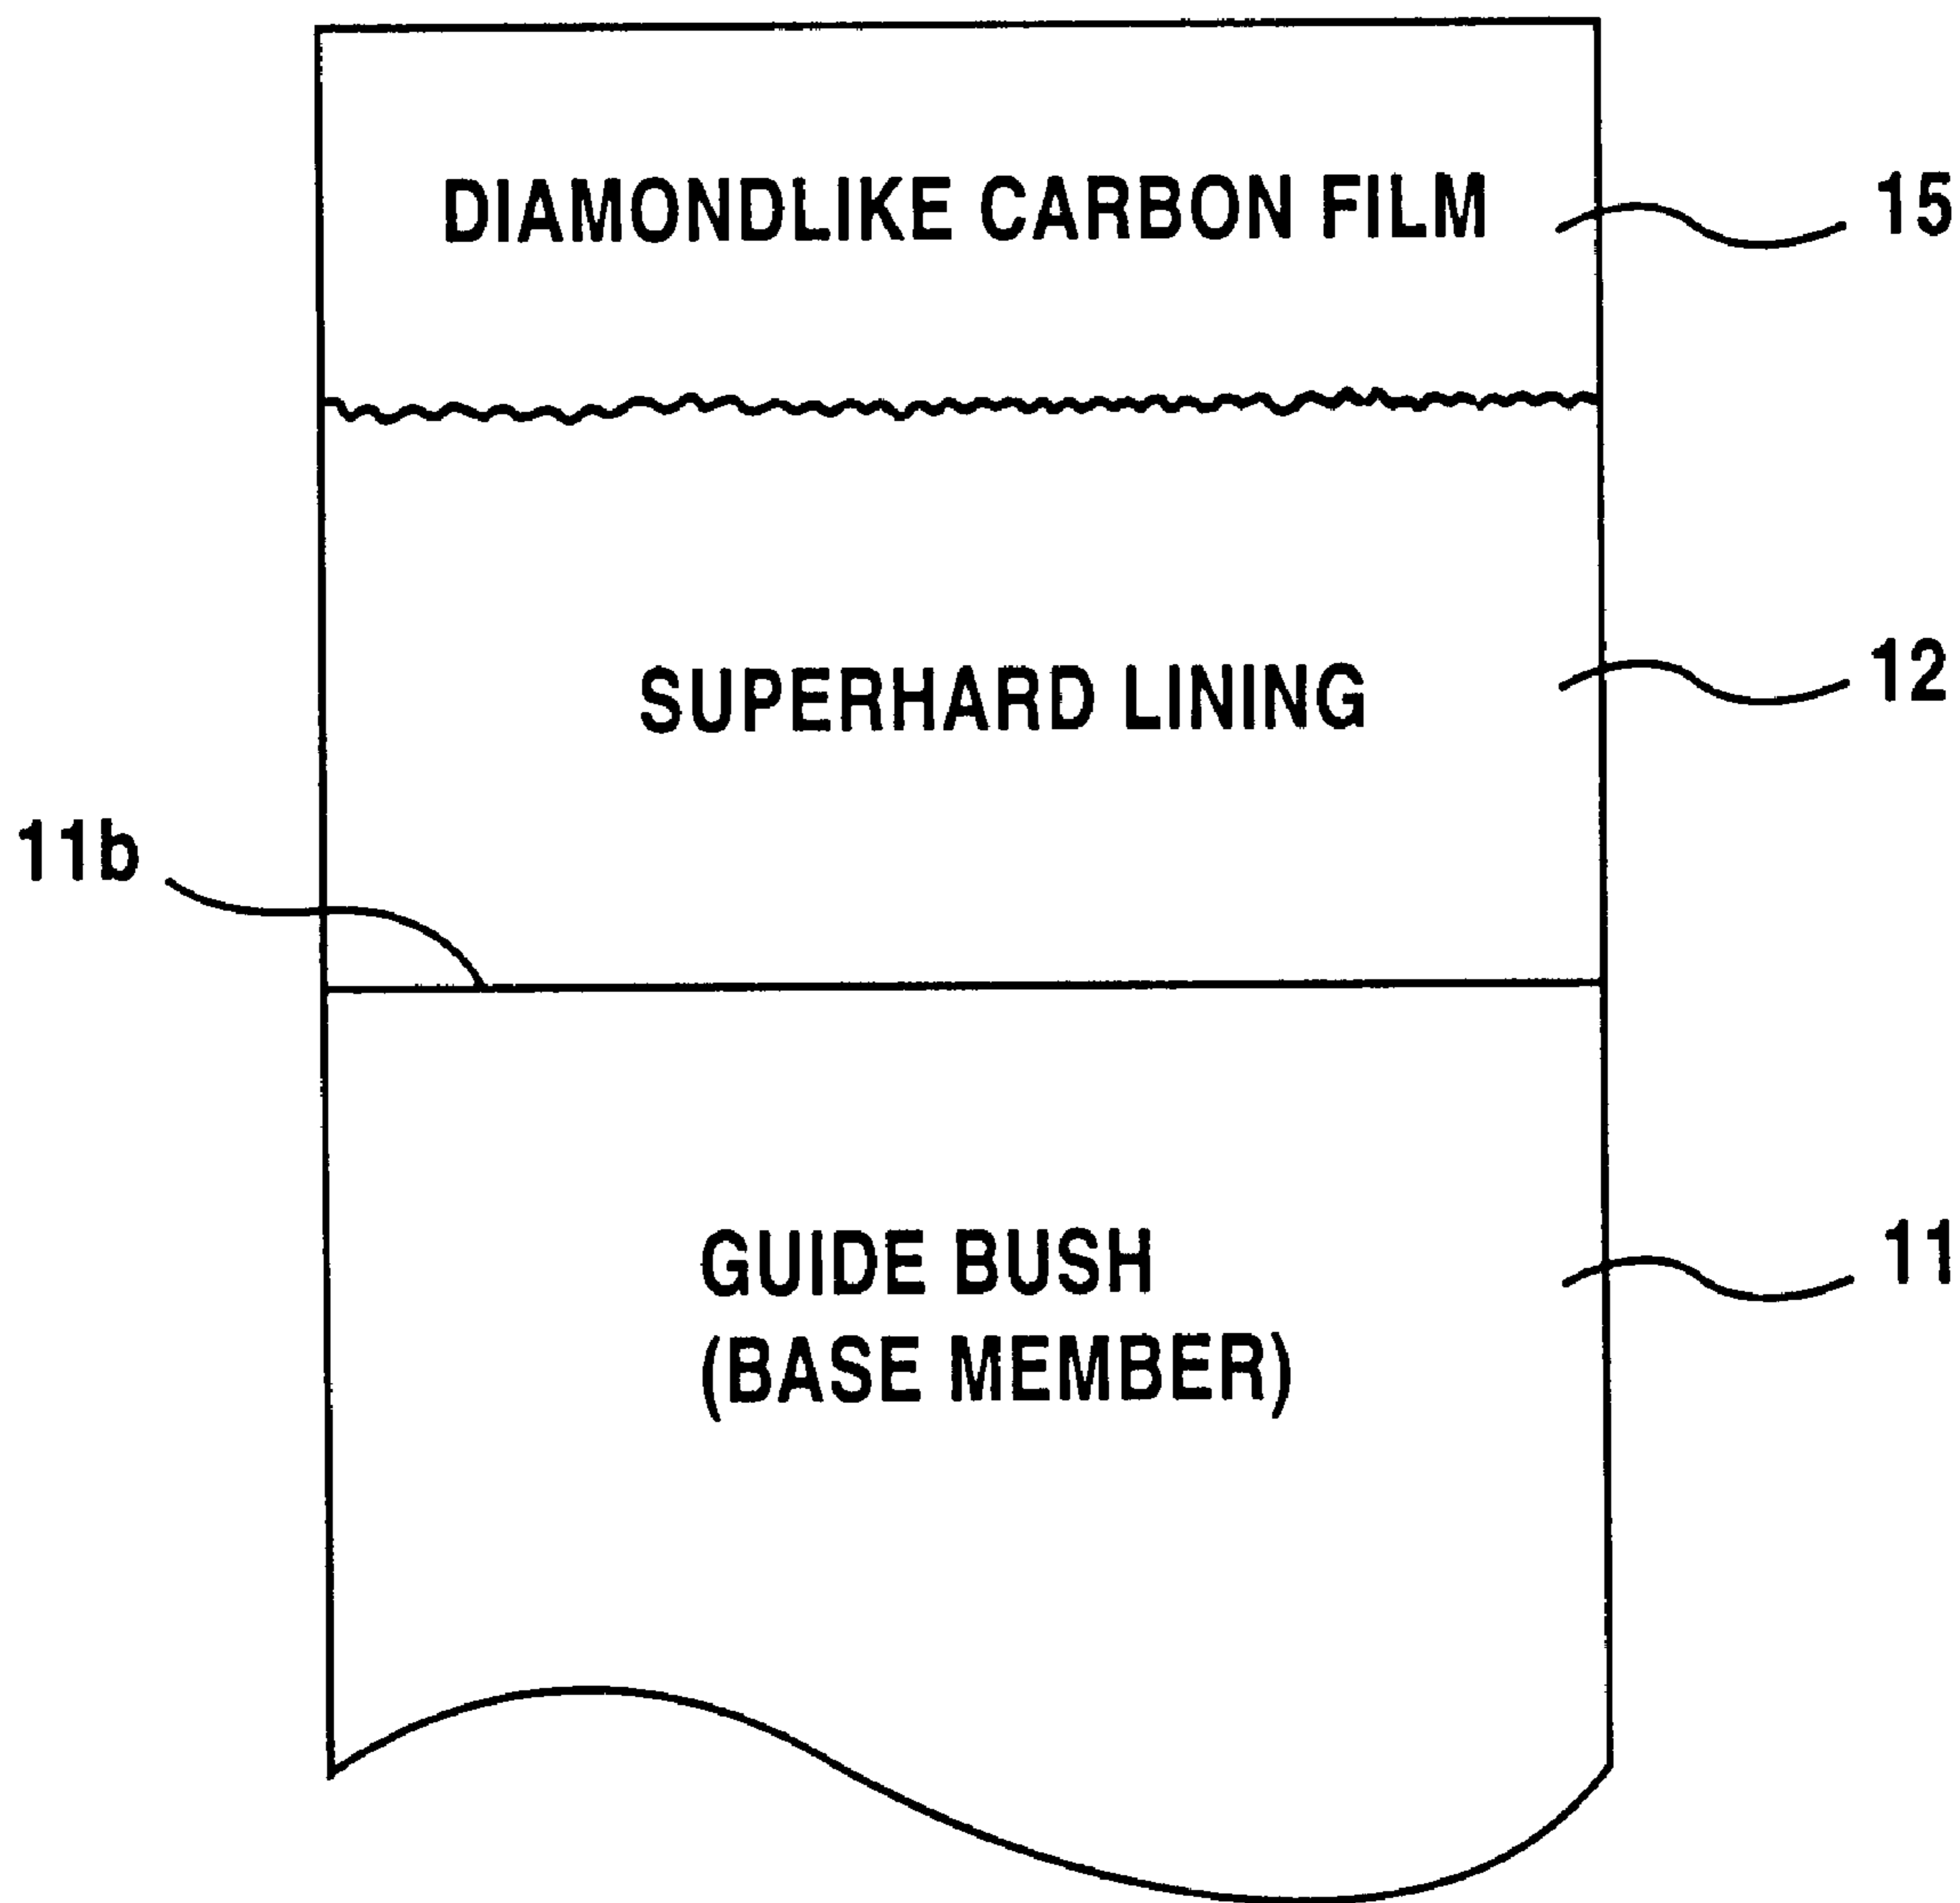 DIAMONDLIKE CARBON FILM
15
SUPERHARD LINING
12
11b
GUIDE BUSH
(BASE MEMBER)
11